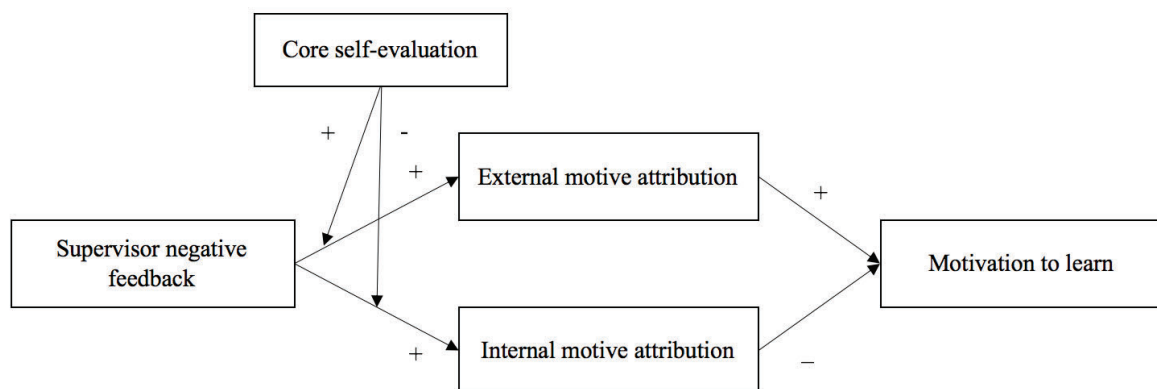 Core self-evaluation
+
-
+
External motive attribution
+
Supervisor negative
feedback
Motivation to learn
+
Internal motive attribution
–